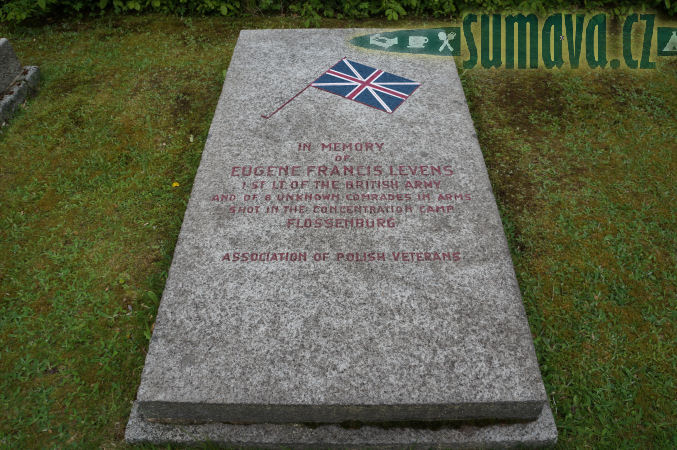 sumava.cz
IN MEMORY
OF
EUGENE FRANCIS LEVENS
1·ST LT OF THE BRITISH ARMY
AND OF 8 UNKNOWN COMRADES IN ARMS
SHOT IN THE CONCENTRATION CAMP
FLOSSENBURG
ASSOCIATION OF POLISH VETERANS